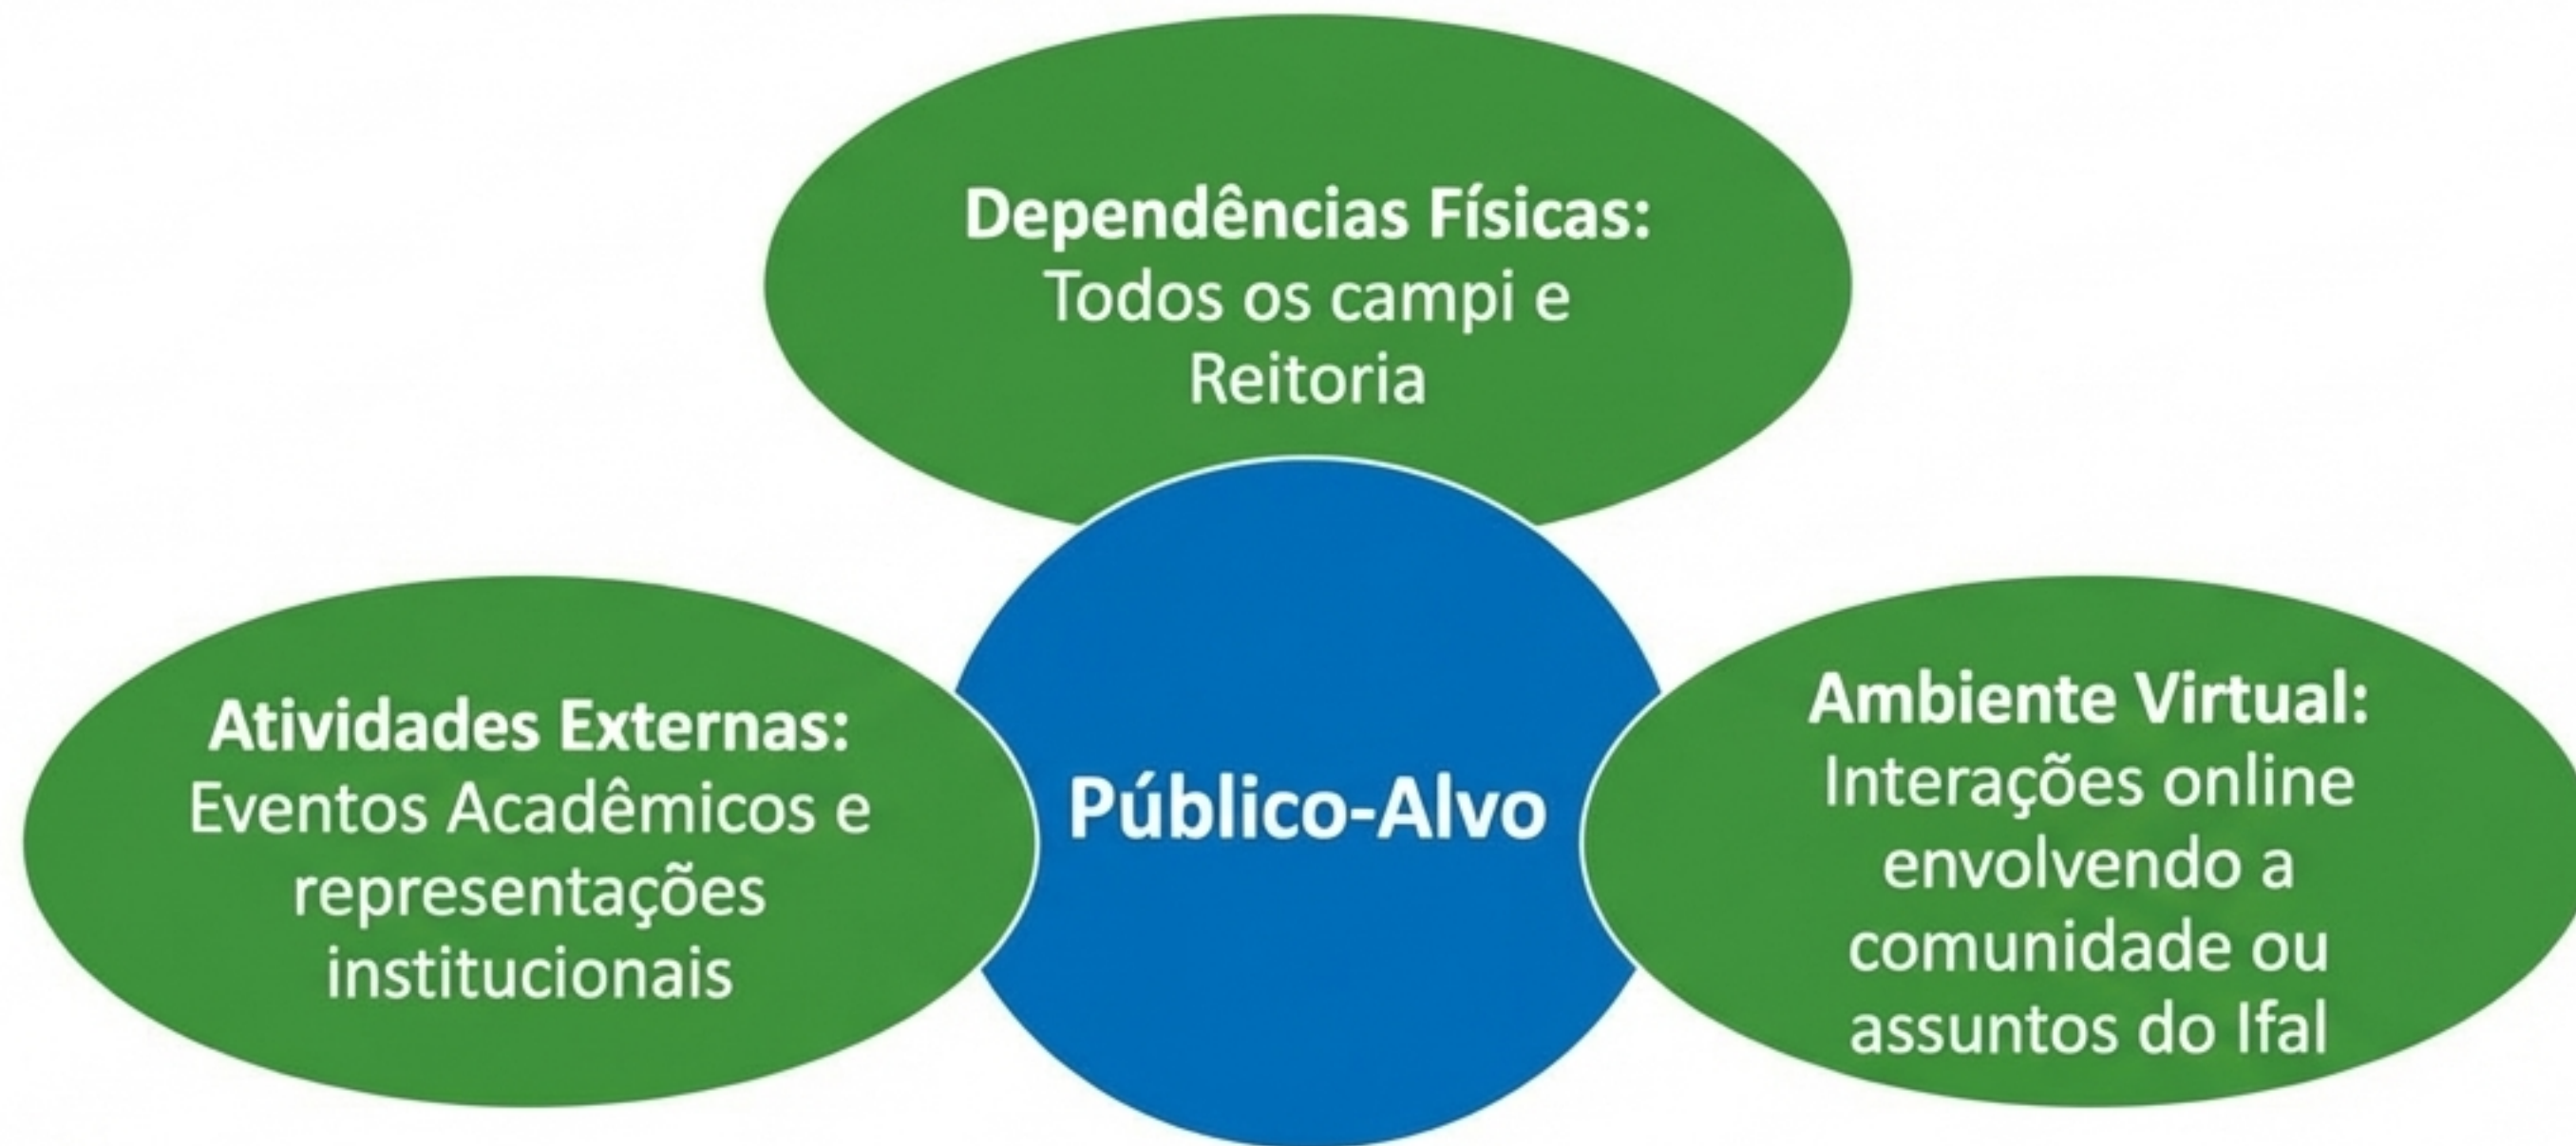 Dependências Físicas:
Todos os campi e
Reitoria
Atividades Externas:
Eventos Acadêmicos e
representações
institucionais
Público-Alvo
Ambiente Virtual:
Interações online
envolvendo a
comunidade ou
assuntos do Ifal